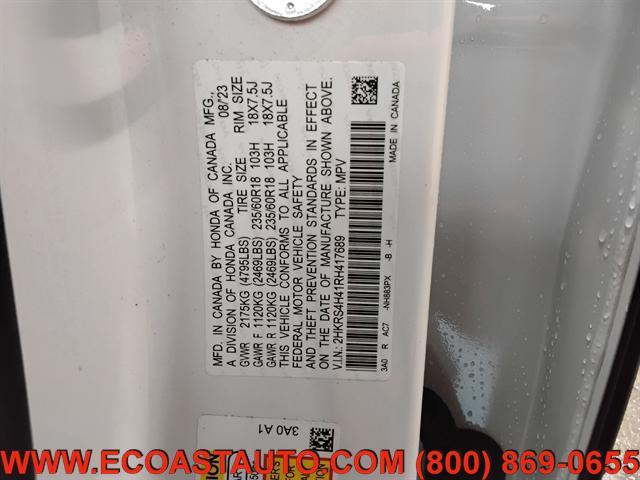 MFD. IN CANADA BY HONDA OF CANADA MFG.,
A DIVISION OF HONDA CANADA INC. 08/'23
GVWR 2175KG (4795LBS) TIRE SIZE RIM SIZE
GAWR F 1120KG (2469LBS) 235/60R18 103H 18X7.5J
GAWR R 1120KG (2469LBS) 235/60R18 103H 18X7.5J
THIS VEHICLE CONFORMS TO ALL APPLICABLE
FEDERAL MOTOR VEHICLE SAFETY
AND THEFT PREVENTION STANDARDS IN EFFECT
ON THE DATE OF MANUFACTURE SHOWN ABOVE.
V.I.N.: 2HKRS4H41RH417689 TYPE: MPV
3A0 R AC7 -NH883PX -B -H MADE IN CANADA
3A0 A1
WWW.ECOASTAUTO.COM (800) 869-0655